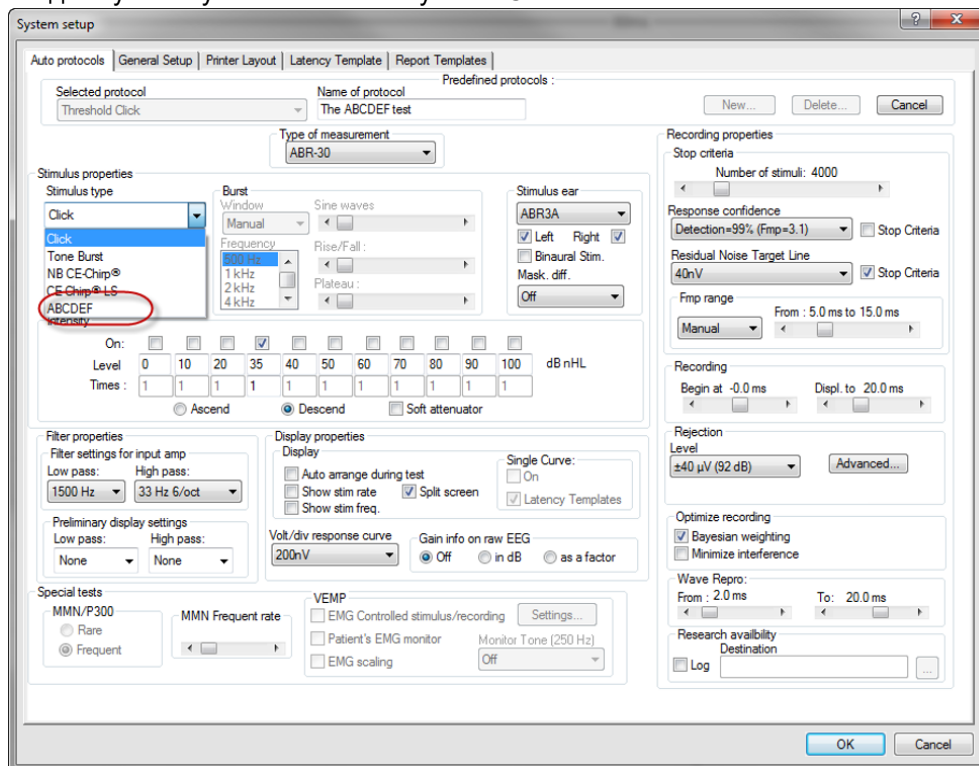 System setup
Auto protocols General Setup Printer Layout Latency Template Report Templates
Predefined protocols :
Selected protocol
Threshold Click
Name of protocol
The ABCDEF test
New... Delete... Cancel
Type of measurement
ABR-30
Stimulus properties
Stimulus type
Click
Click
Tone Burst
NB CE-Chirp®
CE-Chirp® LS
ABCDEF
Burst
Window
Manual
Sine waves
Frequency
500 Hz
1 kHz
2 kHz
4 kHz
Rise/Fall :
Plateau :
Stimulus ear
ABR3A
Left Right
Binaural Stim.
Mask. diff.
Off
Intensity
On:
Level 0 10 20 35 40 50 60 70 80 90 100 dB nHL
Times : 1 1 1 1 1 1 1 1 1 1 1
Ascend Descend Soft attenuator
Filter properties
Filter settings for input amp
Low pass: High pass:
1500 Hz 33 Hz 6/oct
Preliminary display settings
Low pass: High pass:
None None
Display properties
Display
Auto arrange during test
Show stim rate Split screen
Show stim freq.
Single Curve:
On
Latency Templates
Volt/div response curve
200nV
Gain info on raw EEG
Off in dB as a factor
Special tests
MMN/P300
Rare
Frequent
MMN Frequent rate
VEMP
EMG Controlled stimulus/recording Settings...
Patient's EMG monitor
EMG scaling
Monitor Tone (250 Hz)
Off
Recording properties
Stop criteria
Number of stimuli: 4000
Response confidence
Detection=99% (Fmp=3.1) Stop Criteria
Residual Noise Target Line
40nV Stop Criteria
Fmp range
From : 5.0 ms to 15.0 ms
Manual
Recording
Begin at -0.0 ms Displ. to 20.0 ms
Rejection
Level
±40 µV (92 dB) Advanced...
Optimize recording
Bayesian weighting
Minimize interference
Wave Repro:
From : 2.0 ms To: 20.0 ms
Research availbility
Destination
Log ...
OK Cancel